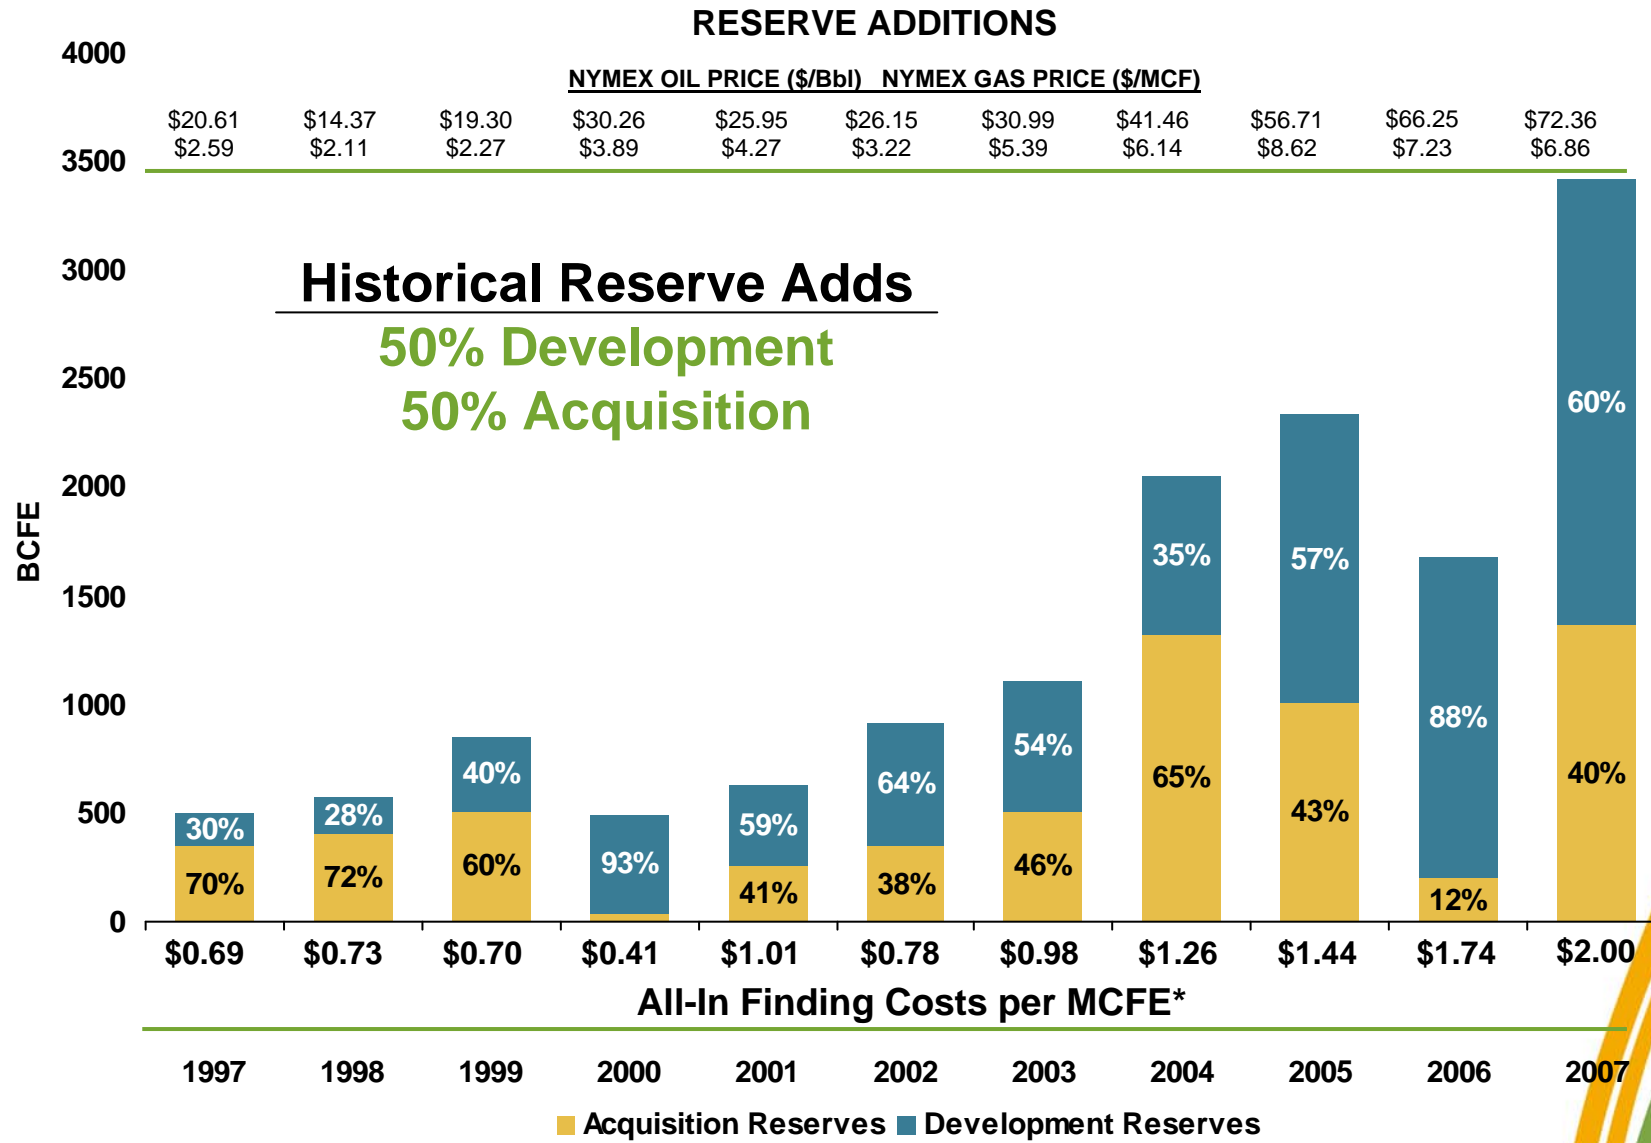 RESERVE ADDITIONS
4000
NYMEX OIL PRICE ($/Bbl) NYMEX GAS PRICE ($/MCF)
$20.61 $14.37 $19.30 $30.26 $25.95 $26.15 $30.99 $41.46 $56.71 $66.25 $72.36
$2.59 $2.11 $2.27 $3.89 $4.27 $3.22 $5.39 $6.14 $8.62 $7.23 $6.86
3500
3000
Historical Reserve Adds
50% Development
2500
50% Acquisition
60%
2000
BCFE
35% 57%
1500
1000
88%
54%
40% 64% 65% 40%
500
28% 43%
30% 59%
93%
60% 46%
72% 38%
70% 41% 12%
0
$0.69 $0.73 $0.70 $0.41 $1.01 $0.78 $0.98 $1.26 $1.44 $1.74 $2.00
All-In Finding Costs per MCFE*
1997 1998 1999 2000 2001 2002 2003 2004 2005 2006 2007
Acquisition Reserves Development Reserves